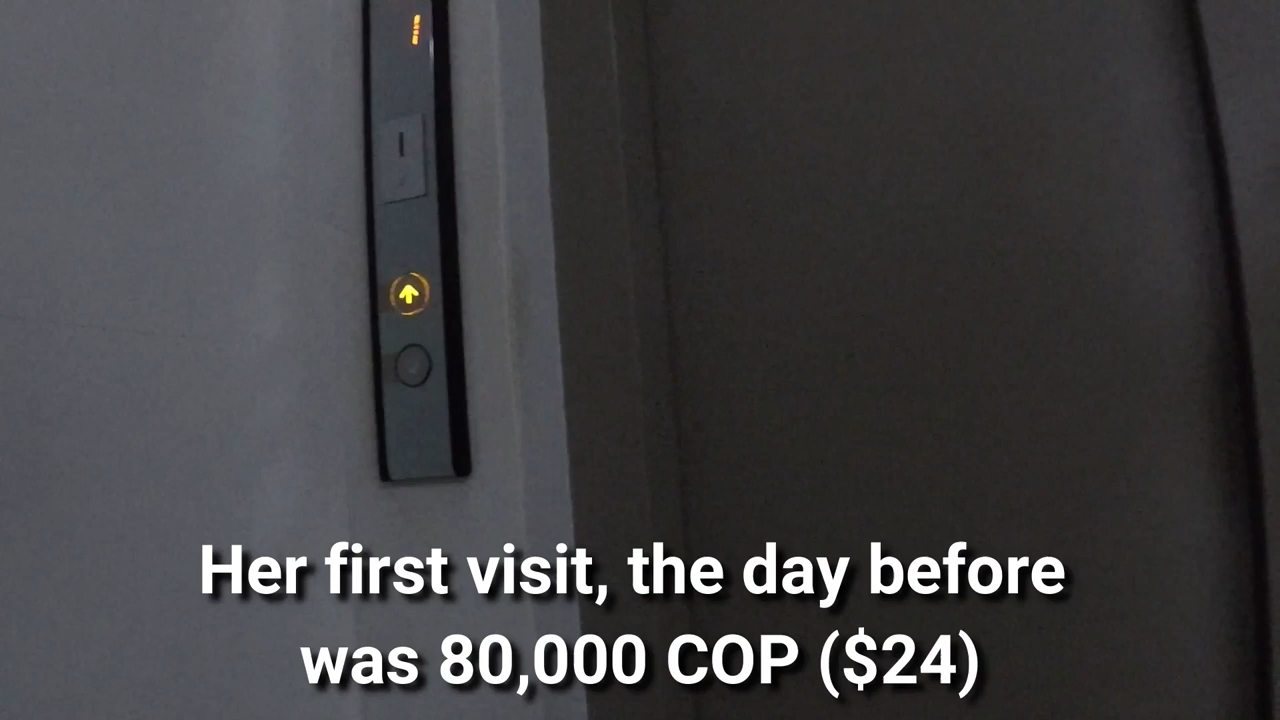 Her first visit, the day before
was 80,000 COP ($24)